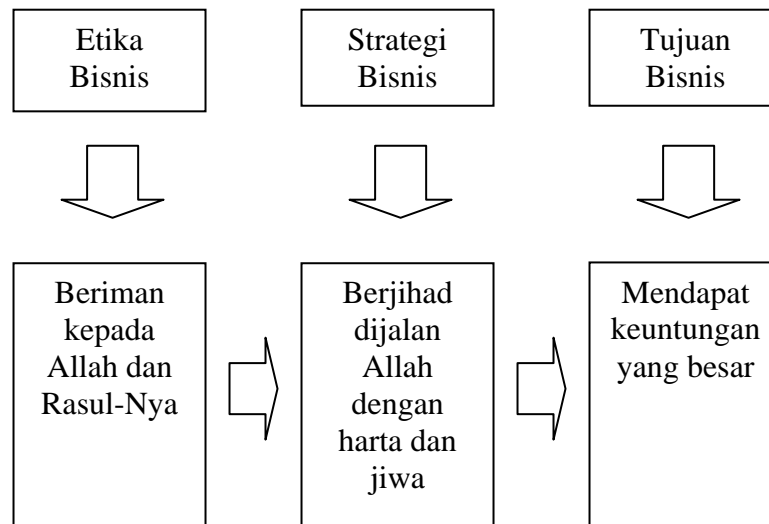 Etika
Bisnis
Strategi
Bisnis
Tujuan
Bisnis
Beriman
kepada
Allah dan
Rasul-Nya
Berjihad
dijalan
Allah
dengan
harta dan
jiwa
Mendapat
keuntungan
yang besar